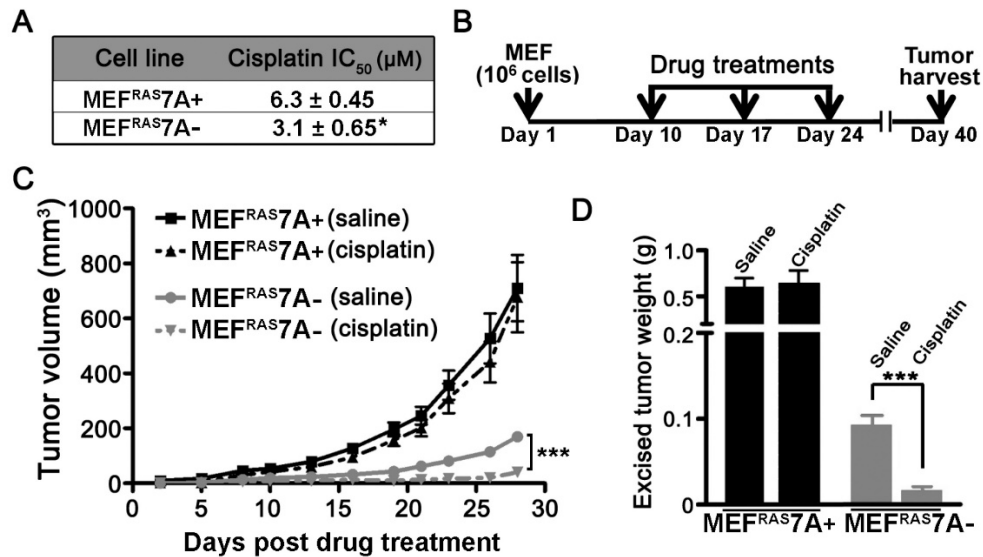 A
Cell line Cisplatin IC50 (µM)
MEFRAS7A+ 6.3 ± 0.45
MEFRAS7A- 3.1 ± 0.65*
B
MEF
(10⁶ cells)
Drug treatments
Tumor
harvest
Day 1 Day 10 Day 17 Day 24 Day 40
C
Tumor volume (mm³)
1000
800
600
400
200
0
MEFRAS7A+ (saline)
MEFRAS7A+ (cisplatin)
MEFRAS7A- (saline)
MEFRAS7A- (cisplatin)
***
0 5 10 15 20 25 30
Days post drug treatment
D
Excised tumor weight (g)
1.0
0.5
0.2
0.1
0
Saline
Cisplatin
Saline
Cisplatin
***
MEFRAS7A+ MEFRAS7A-